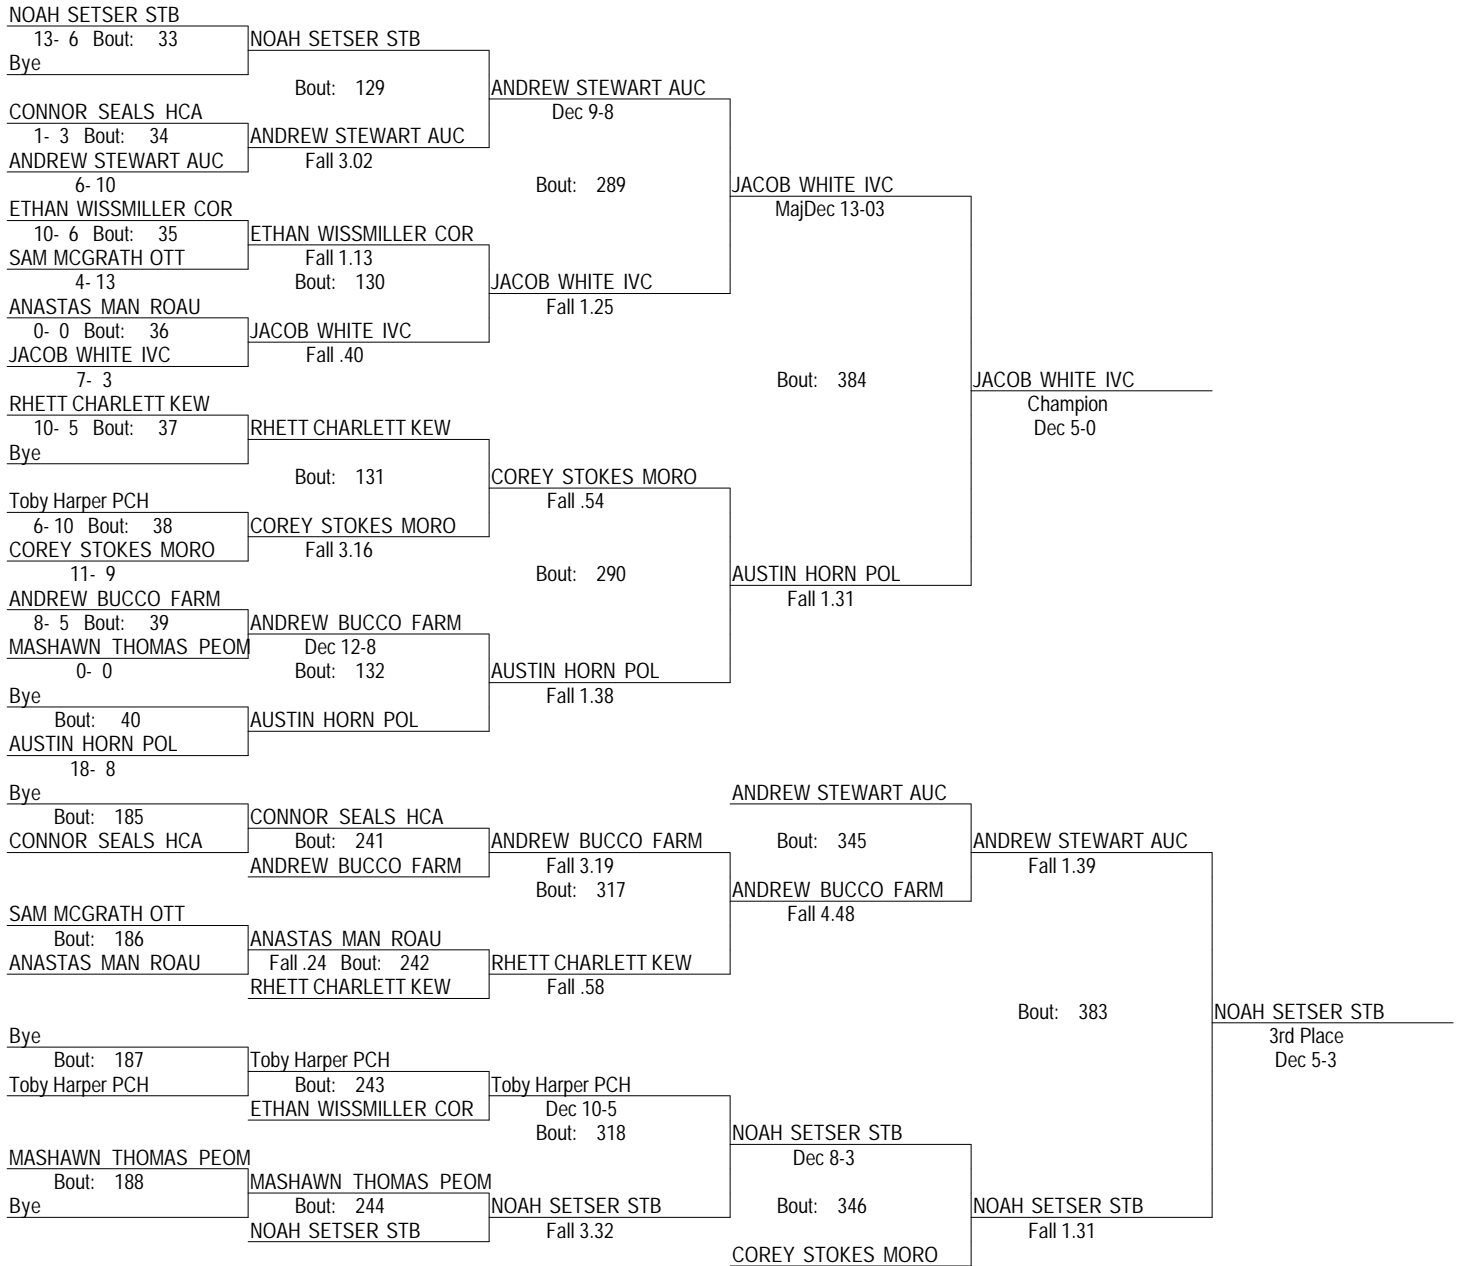 NOAH SETSER STB
13- 6 Bout: 33 NOAH SETSER STB
Bye
Bout: 129 ANDREW STEWART AUC
CONNOR SEALS HCA Dec 9-8
1- 3 Bout: 34 ANDREW STEWART AUC
ANDREW STEWART AUC Fall 3.02
6- 10 Bout: 289 JACOB WHITE IVC
ETHAN WISSMILLER COR MajDec 13-03
10- 6 Bout: 35 ETHAN WISSMILLER COR
SAM MCGRATH OTT Fall 1.13
4- 13 Bout: 130 JACOB WHITE IVC
ANASTAS MAN ROAU Fall 1.25
0- 0 Bout: 36 JACOB WHITE IVC
JACOB WHITE IVC Fall .40
7- 3 Bout: 384 JACOB WHITE IVC
RHETT CHARLETT KEW Champion
10- 5 Bout: 37 RHETT CHARLETT KEW Dec 5-0
Bye
Bout: 131 COREY STOKES MORO
Toby Harper PCH Fall .54
6- 10 Bout: 38 COREY STOKES MORO
COREY STOKES MORO Fall 3.16
11- 9 Bout: 290 AUSTIN HORN POL
ANDREW BUCCO FARM Fall 1.31
8- 5 Bout: 39 ANDREW BUCCO FARM
MASHAWN THOMAS PEOM Dec 12-8
0- 0 Bout: 132 AUSTIN HORN POL
Bye Fall 1.38
Bout: 40 AUSTIN HORN POL
AUSTIN HORN POL
18- 8
Bye ANDREW STEWART AUC
Bout: 185 CONNOR SEALS HCA
CONNOR SEALS HCA Bout: 241 ANDREW BUCCO FARM Bout: 345 ANDREW STEWART AUC
ANDREW BUCCO FARM Fall 3.19 Fall 1.39
Bout: 317 ANDREW BUCCO FARM
SAM MCGRATH OTT Fall 4.48
Bout: 186 ANASTAS MAN ROAU
ANASTAS MAN ROAU Fall .24 Bout: 242 RHETT CHARLETT KEW
RHETT CHARLETT KEW Fall .58
Bout: 383 NOAH SETSER STB
Bye 3rd Place
Bout: 187 Toby Harper PCH Dec 5-3
Toby Harper PCH Bout: 243 Toby Harper PCH
ETHAN WISSMILLER COR Dec 10-5
Bout: 318 NOAH SETSER STB
MASHAWN THOMAS PEOM Dec 8-3
Bout: 188 MASHAWN THOMAS PEOM
Bye Bout: 244 NOAH SETSER STB Bout: 346 NOAH SETSER STB
NOAH SETSER STB Fall 3.32 Fall 1.31
COREY STOKES MORO